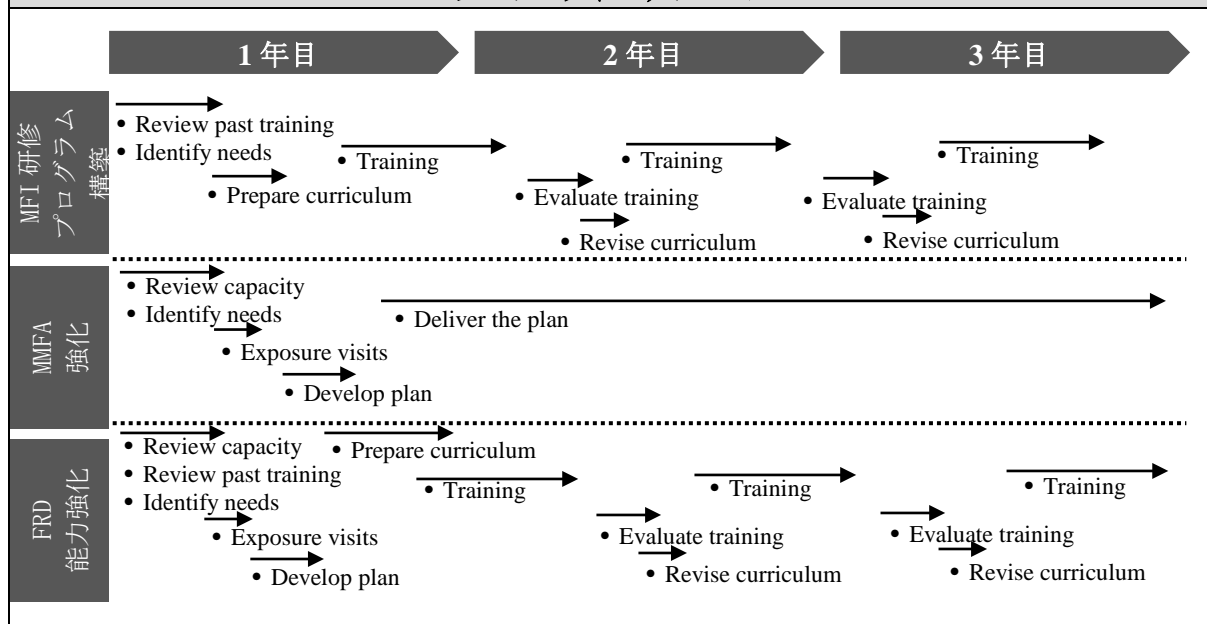 1 年目
2 年目
3 年目
MFI 研修
プログラム
構築
• Review past training
• Identify needs
• Prepare curriculum
• Training
• Evaluate training
• Revise curriculum
• Training
• Evaluate training
• Revise curriculum
• Training
MMFA
強化
• Review capacity
• Identify needs
• Exposure visits
• Develop plan
• Deliver the plan
FRD
能力強化
• Review capacity
• Review past training
• Identify needs
• Exposure visits
• Develop plan
• Prepare curriculum
• Training
• Evaluate training
• Revise curriculum
• Training
• Evaluate training
• Revise curriculum
• Training